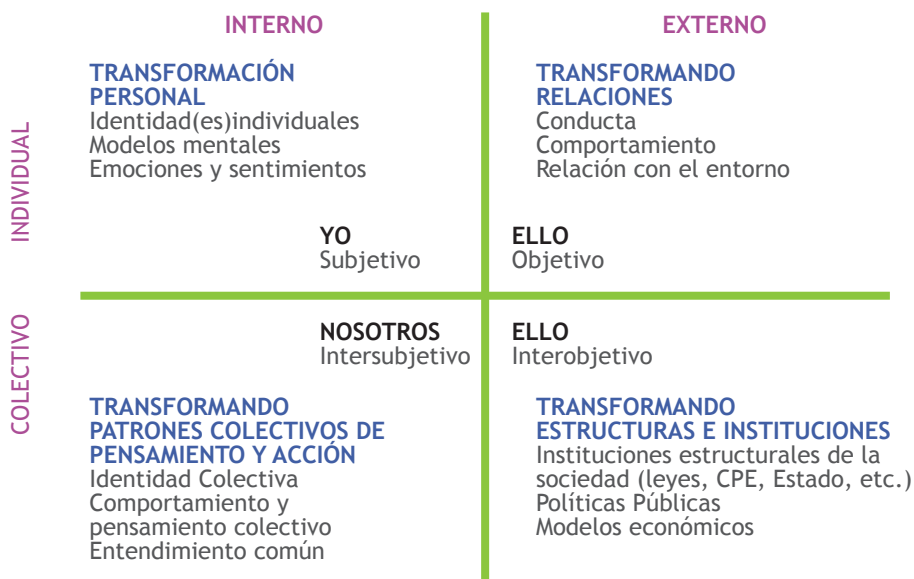 INTERNO
EXTERNO
INDIVIDUAL
TRANSFORMACIÓN
PERSONAL
Identidad(es)individuales
Modelos mentales
Emociones y sentimientos
TRANSFORMANDO
RELACIONES
Conducta
Comportamiento
Relación con el entorno
YO
Subjetivo
ELLO
Objetivo
COLECTIVO
NOSOTROS
Intersubjetivo
ELLO
Interobjetivo
TRANSFORMANDO
PATRONES COLECTIVOS DE
PENSAMIENTO Y ACCIÓN
Identidad Colectiva
Comportamiento y
pensamiento colectivo
Entendimiento común
TRANSFORMANDO
ESTRUCTURAS E INSTITUCIONES
Instituciones estructurales de la
sociedad (leyes, CPE, Estado, etc.)
Políticas Públicas
Modelos económicos